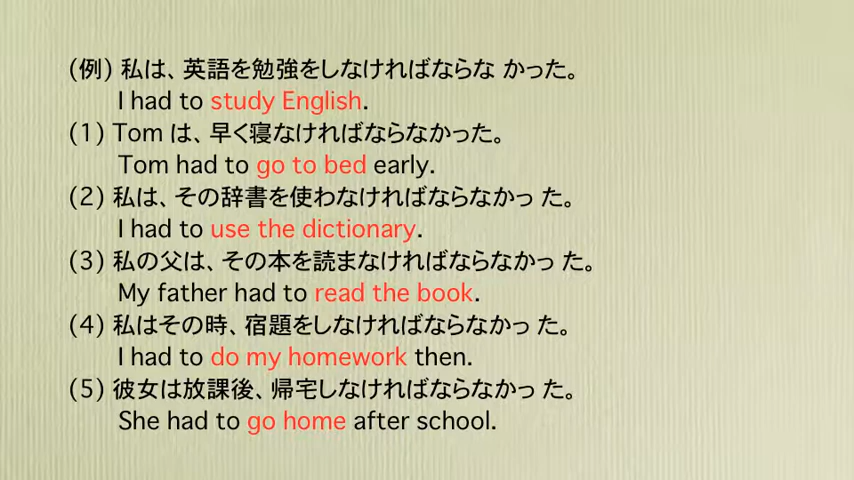 (例) 私は、英語を勉強をしなければならな かった。
I had to study English.
(1) Tom は、早く寝なければならなかった。
Tom had to go to bed early.
(2) 私は、その辞書を使わなければならなかっ た。
I had to use the dictionary.
(3) 私の父は、その本を読まなければならなかっ た。
My father had to read the book.
(4) 私はその時、宿題をしなければならなかっ た。
I had to do my homework then.
(5) 彼女は放課後、帰宅しなければならなかっ た。
She had to go home after school.